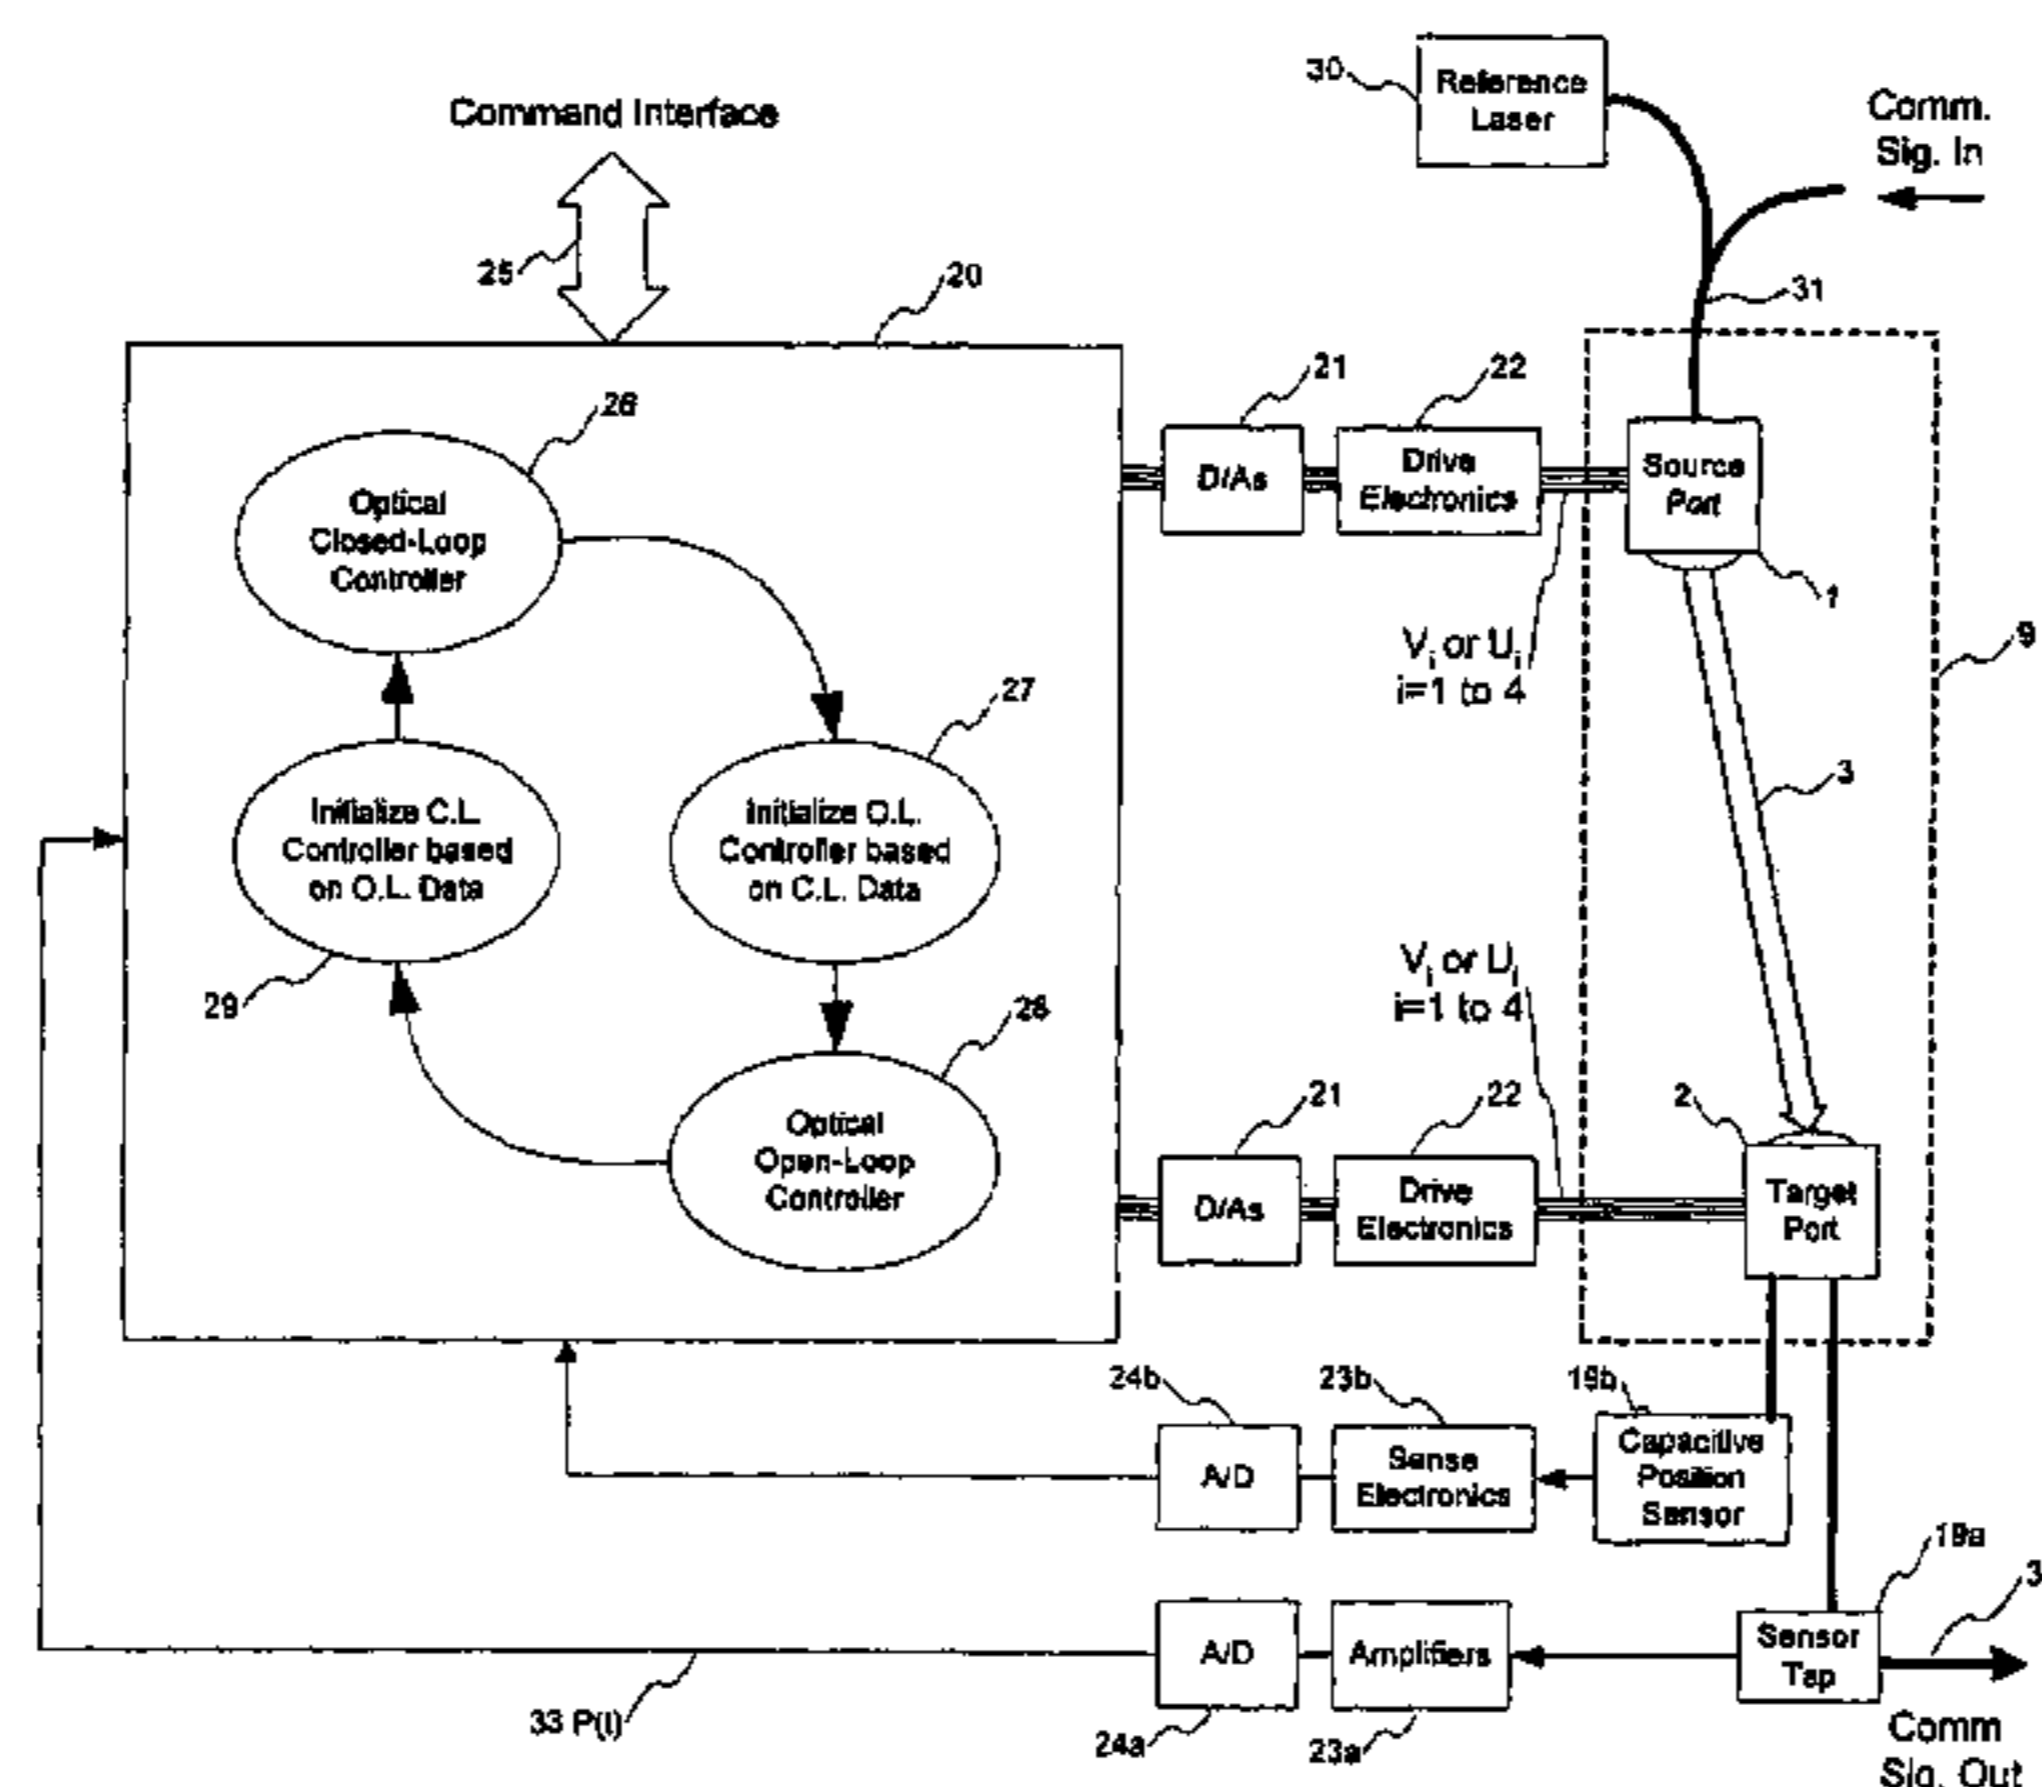 30
Reference
Laser
Comm.
Sig. In
Command Interface
25
20
31
21
22
26
D/As
Drive
Electronics
Source
Port
Optical
Closed-Loop
Controller
1
Vi or Ui
i=1 to 4
9
27
3
Initialize C.L.
Controller based
on O.L. Data
Initialize O.L.
Controller based
on C.L. Data
Vi or Ui
i=1 to 4
29
28
21
22
2
Optical
Open-Loop
Controller
D/As
Drive
Electronics
Target
Port
24b
23b
19b
A/D
Sense
Electronics
Capacitive
Position
Sensor
19a
3
A/D
Amplifiers
Sensor
Tap
33 P(t)
24a
23a
Comm
Sig. Out